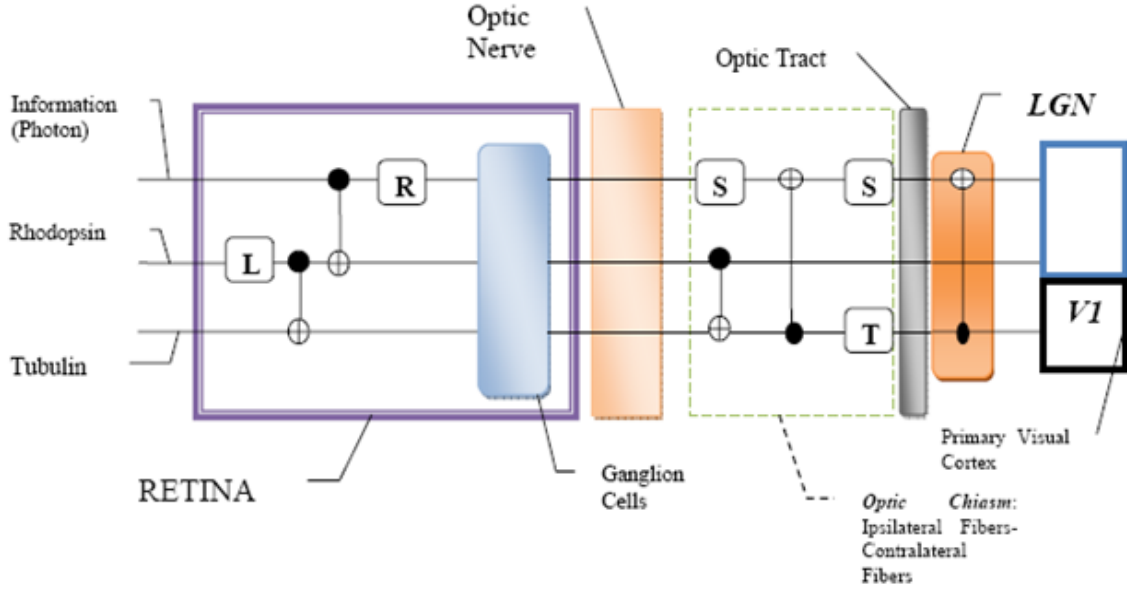 Optic
Nerve
Optic Tract
LGN
Information
(Photon)
R
S
S
Rhodopsin
L
V1
T
Tubulin
Primary Visual
Cortex
RETINA
Ganglion
Cells
Optic Chiasm:
Ipsilateral Fibers-
Contralateral
Fibers